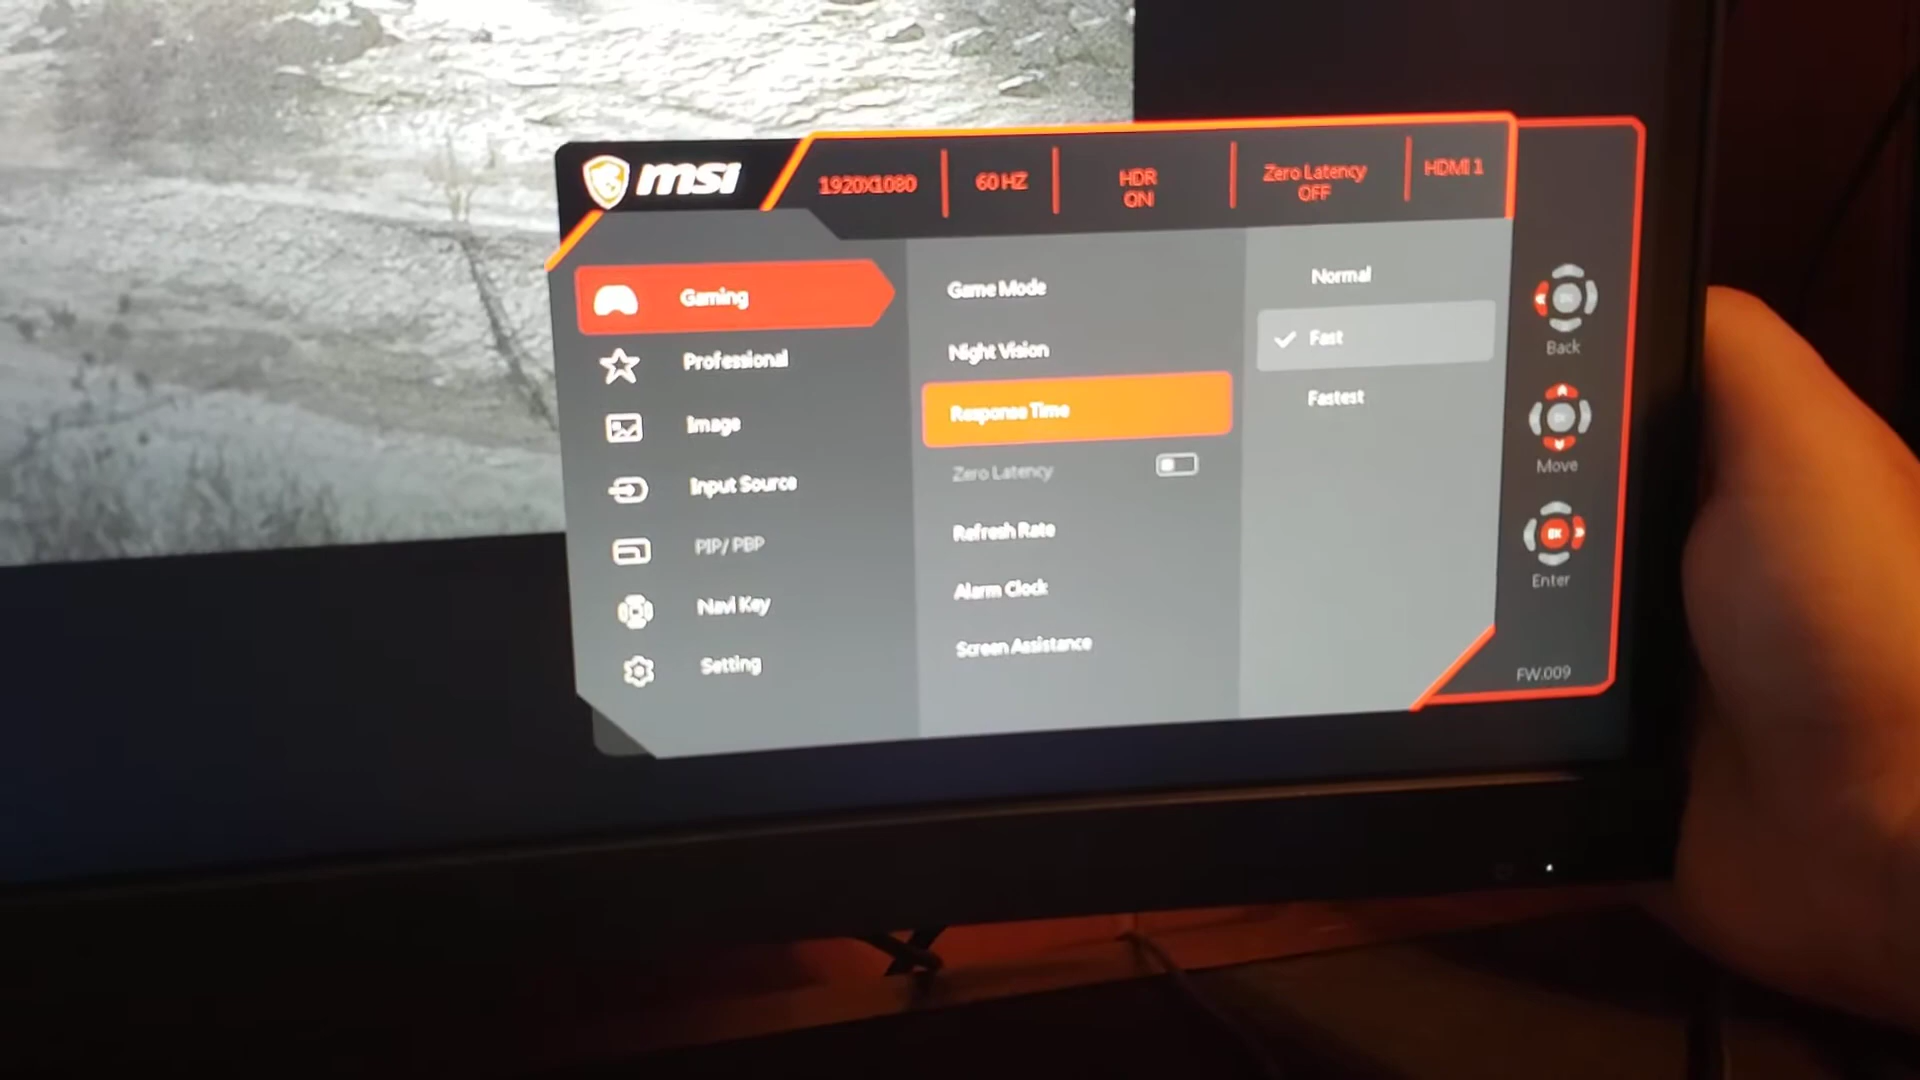 msi
1920X1080
60 HZ
HDR
ON
Zero Latency
OFF
HDMI 1
Gaming
Professional
Image
Input Source
PIP/ PBP
Navi Key
Setting
Game Mode
Night Vision
Response Time
Zero Latency
Refresh Rate
Alarm Clock
Screen Assistance
Normal
Fast
Fastest
Back
Move
OK
Enter
FW.009